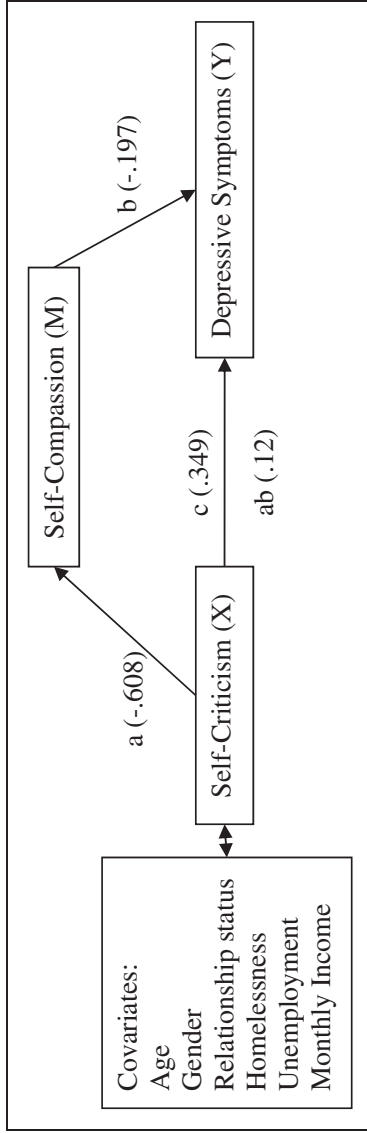 Covariates:
Age
Gender
Relationship status
Homelessness
Unemployment
Monthly Income
Self-Criticism (X)
a (-.608)
Self-Compassion (M)
b (-.197)
c (.349)
ab (.12)
Depressive Symptoms (Y)